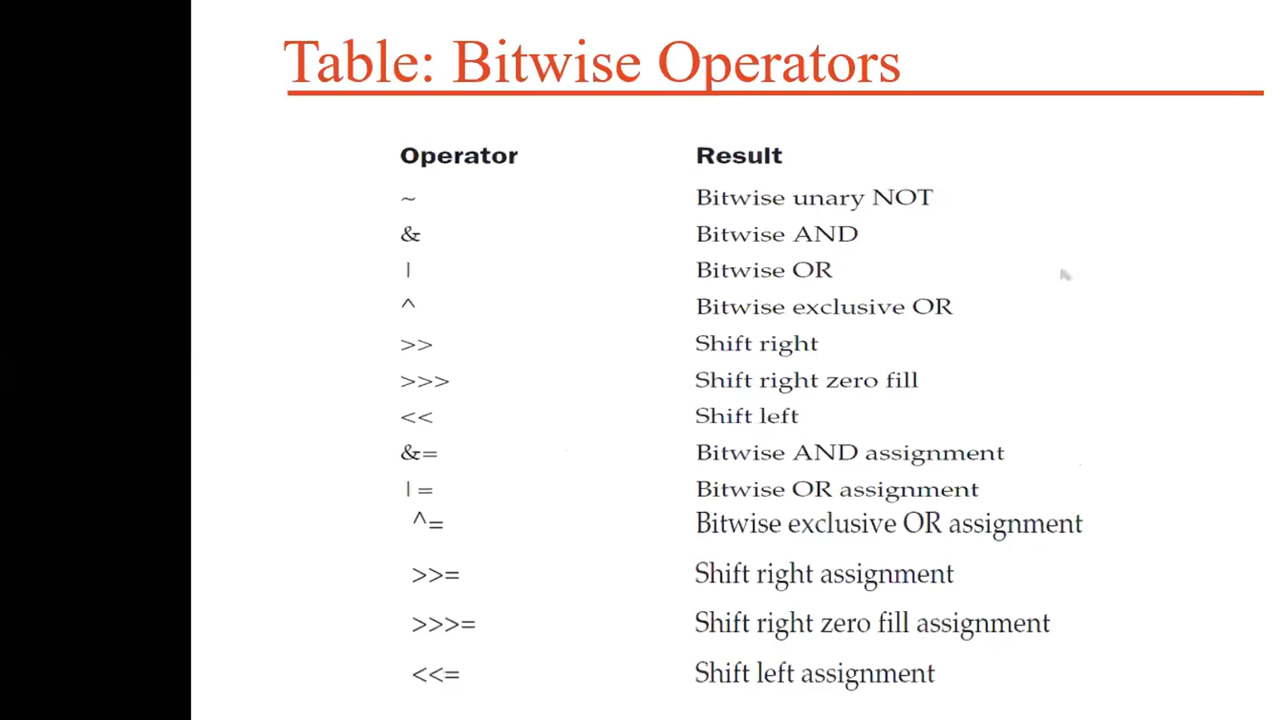 Table: Bitwise Operators
Operator Result
~ Bitwise unary NOT
& Bitwise AND
| Bitwise OR
^ Bitwise exclusive OR
>> Shift right
>>> Shift right zero fill
<< Shift left
&= Bitwise AND assignment
|= Bitwise OR assignment
^= Bitwise exclusive OR assignment
>>= Shift right assignment
>>>= Shift right zero fill assignment
<<= Shift left assignment